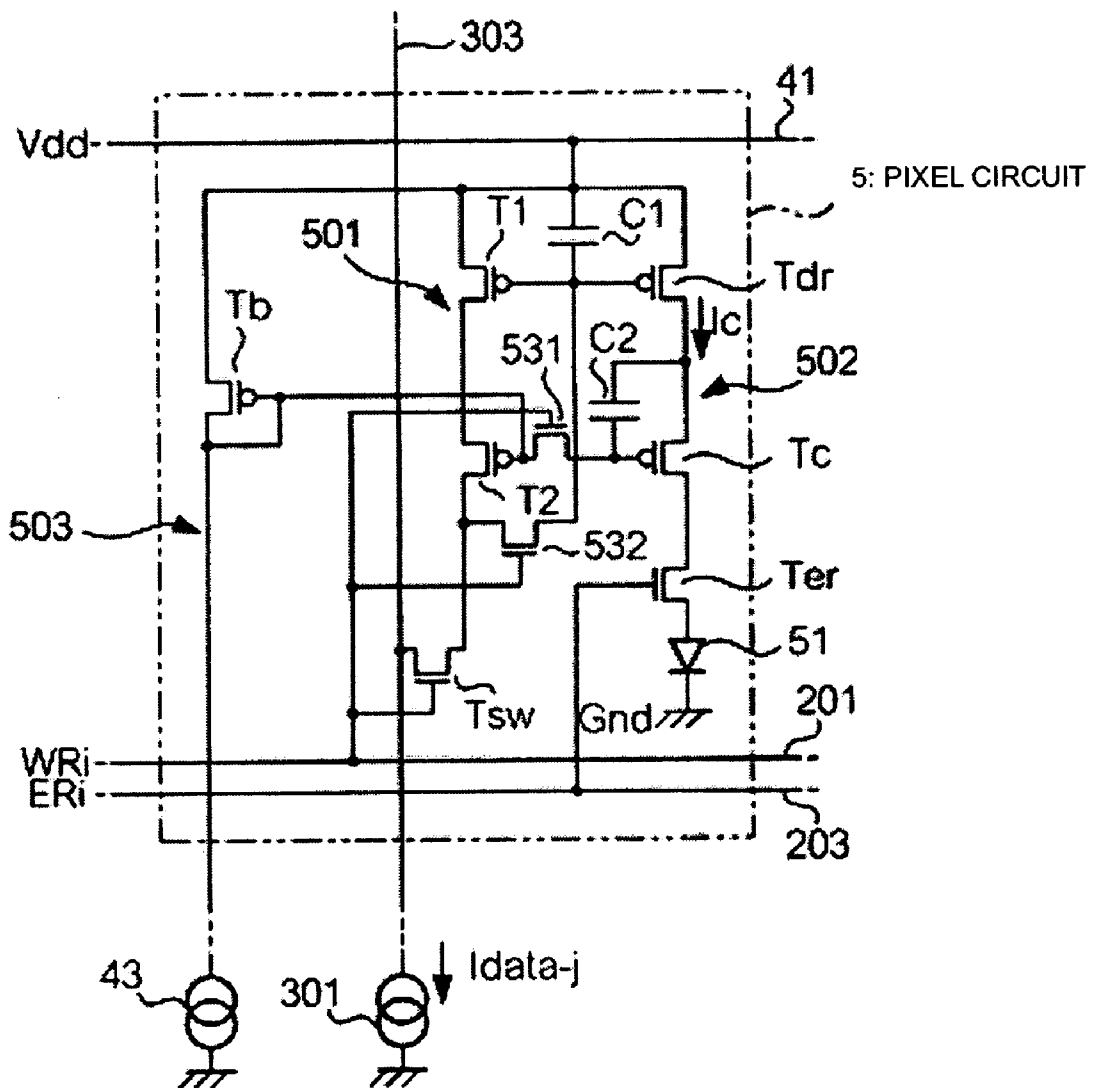 303
41
Vdd
5: PIXEL CIRCUIT
T1
C1
501
Tdr
Tb
Ic
C2
531
502
Tc
T2
503
532
Ter
51
Tsw
Gnd
201
WRi
ERi
203
43
301
Idata-j